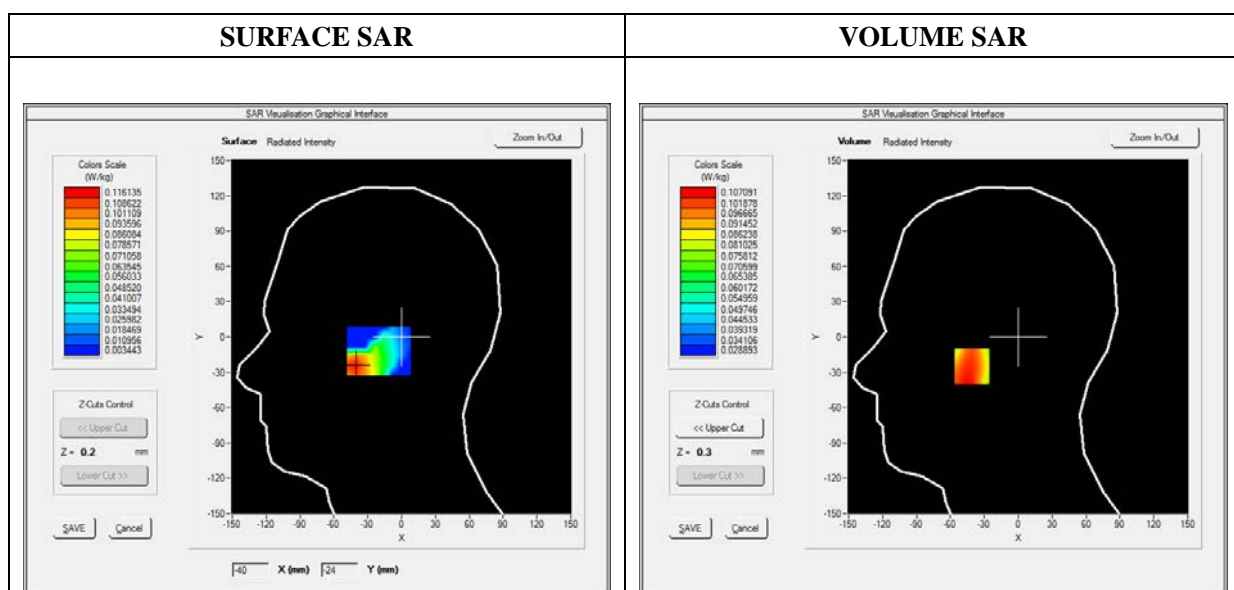 SURFACE SAR
VOLUME SAR
SAR Visualisation Graphical Interface
Surface Radiated Intensity
Zoom In/Out
Colors Scale
(W/kg)
0.116135
0.108622
0.101109
0.093596
0.086084
0.078571
0.071058
0.063545
0.056033
0.048520
0.041007
0.033494
0.025982
0.018469
0.010956
0.003443
Z-Cuts Control
<< Upper Cut
Z = 0.2 mm
Lower Cut >>
SAVE Cancel
150
120
90
60
30
0
-30
-60
-90
-120
-150
Y
-150 -120 -90 -60 -30 0 30 60 90 120 150
X
-40 X (mm) -24 Y (mm)
SAR Visualisation Graphical Interface
Volume Radiated Intensity
Zoom In/Out
Colors Scale
(W/kg)
0.107091
0.101878
0.096665
0.091452
0.086238
0.081025
0.075812
0.070599
0.065385
0.060172
0.054959
0.049746
0.044533
0.039319
0.034106
0.028893
Z-Cuts Control
<< Upper Cut
Z = 0.3 mm
Lower Cut >>
SAVE Cancel
150
120
90
60
30
0
-30
-60
-90
-120
-150
Y
-150 -120 -90 -60 -30 0 30 60 90 120 150
X